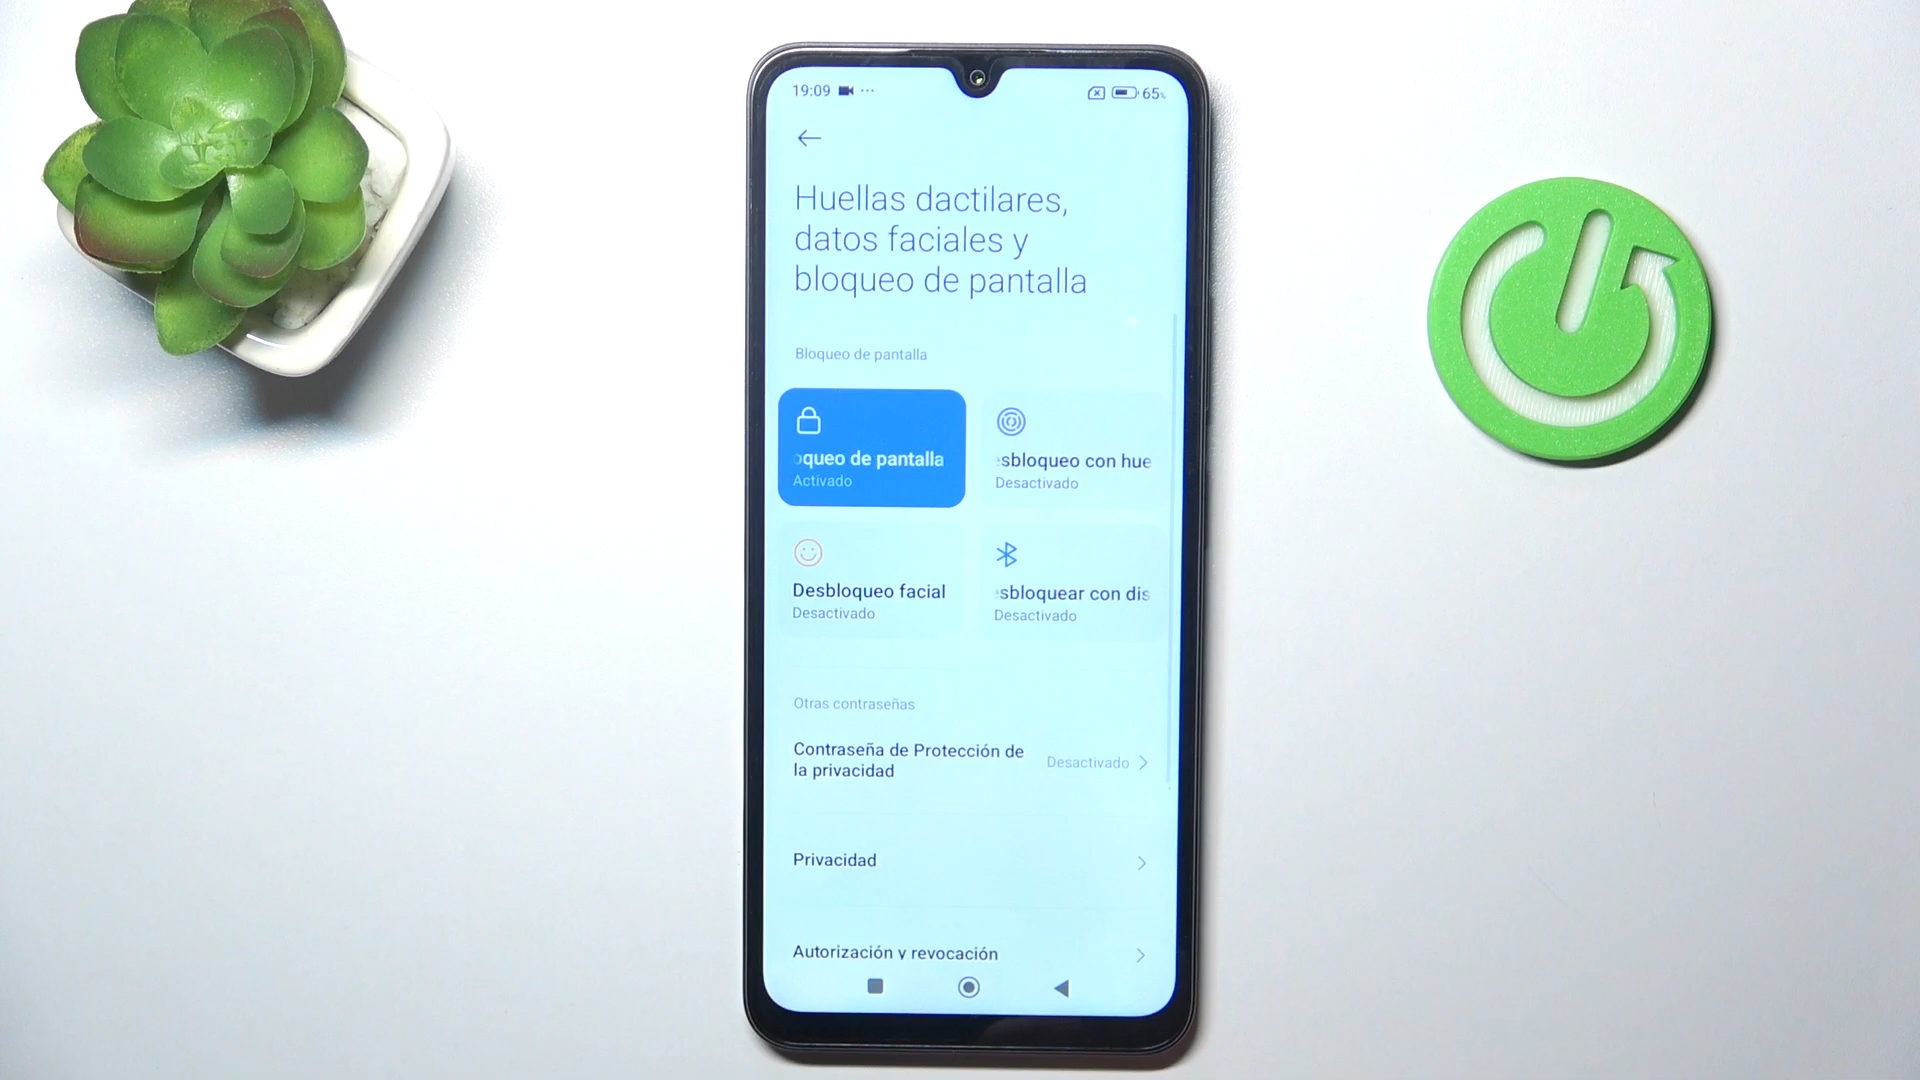 19:09 65%
Huellas dactilares,
datos faciales y
bloqueo de pantalla
Bloqueo de pantalla
oqueo de pantalla
Activado
sbloqueo con hue
Desactivado
Desbloqueo facial
Desactivado
sbloquear con dis
Desactivado
Otras contraseñas
Contraseña de Protección de
la privacidad
Desactivado
Privacidad
Autorización y revocación